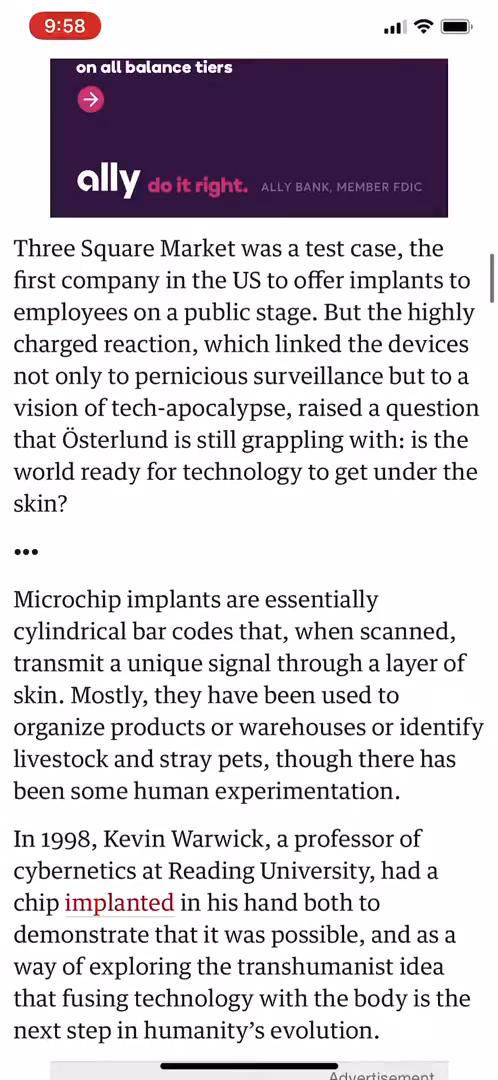 9:58
on all balance tiers
ally do it right. ALLY BANK, MEMBER FDIC
Three Square Market was a test case, the
first company in the US to offer implants to
employees on a public stage. But the highly
charged reaction, which linked the devices
not only to pernicious surveillance but to a
vision of tech-apocalypse, raised a question
that Österlund is still grappling with: is the
world ready for technology to get under the
skin?
•••
Microchip implants are essentially
cylindrical bar codes that, when scanned,
transmit a unique signal through a layer of
skin. Mostly, they have been used to
organize products or warehouses or identify
livestock and stray pets, though there has
been some human experimentation.
In 1998, Kevin Warwick, a professor of
cybernetics at Reading University, had a
chip implanted in his hand both to
demonstrate that it was possible, and as a
way of exploring the transhumanist idea
that fusing technology with the body is the
next step in humanity’s evolution.
Advertisement